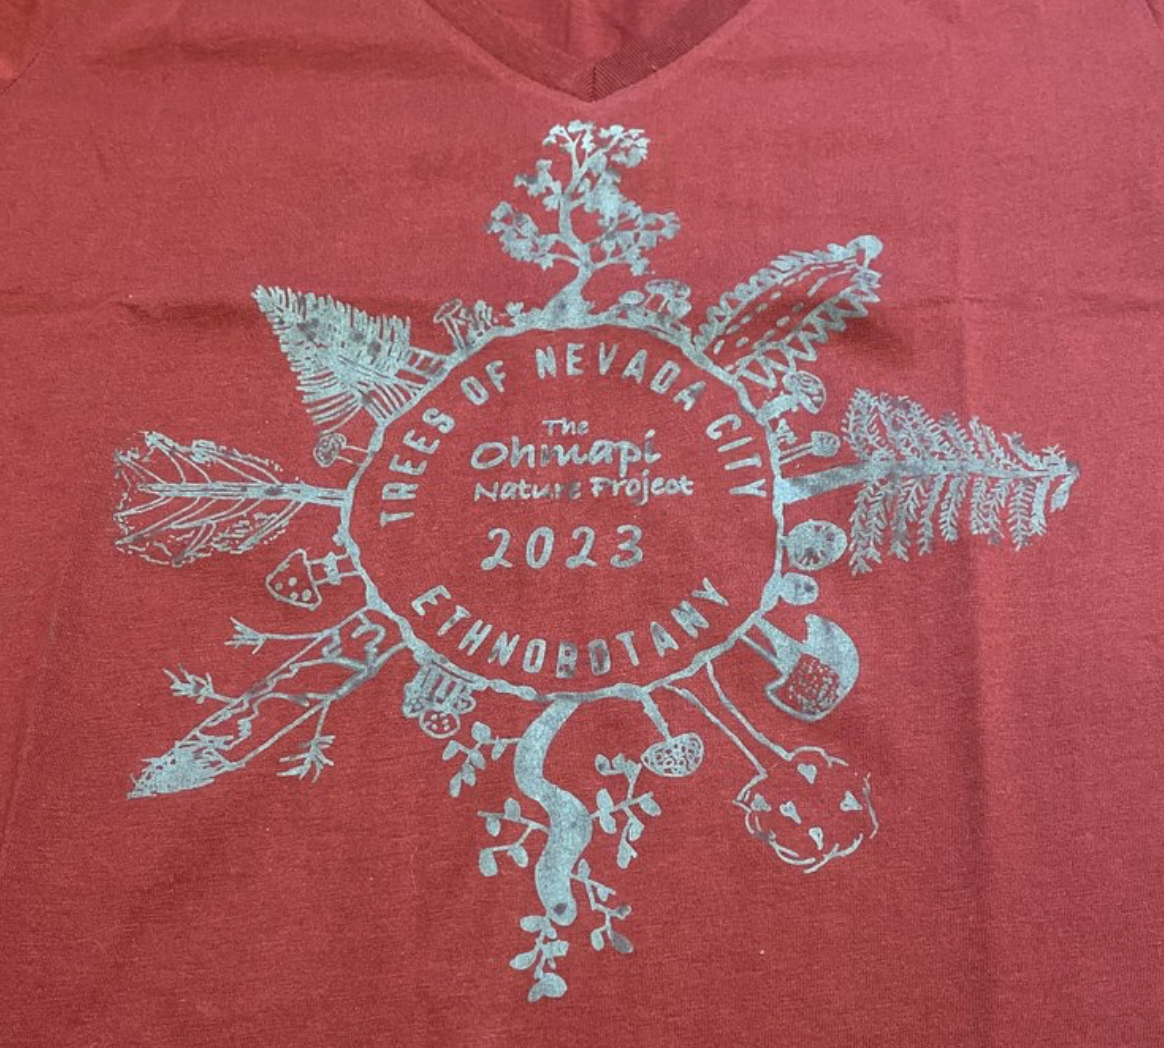 TREES OF NEVADA CITY
The
Ohmapi
Nature Project
2023
ETHNOBOTANY